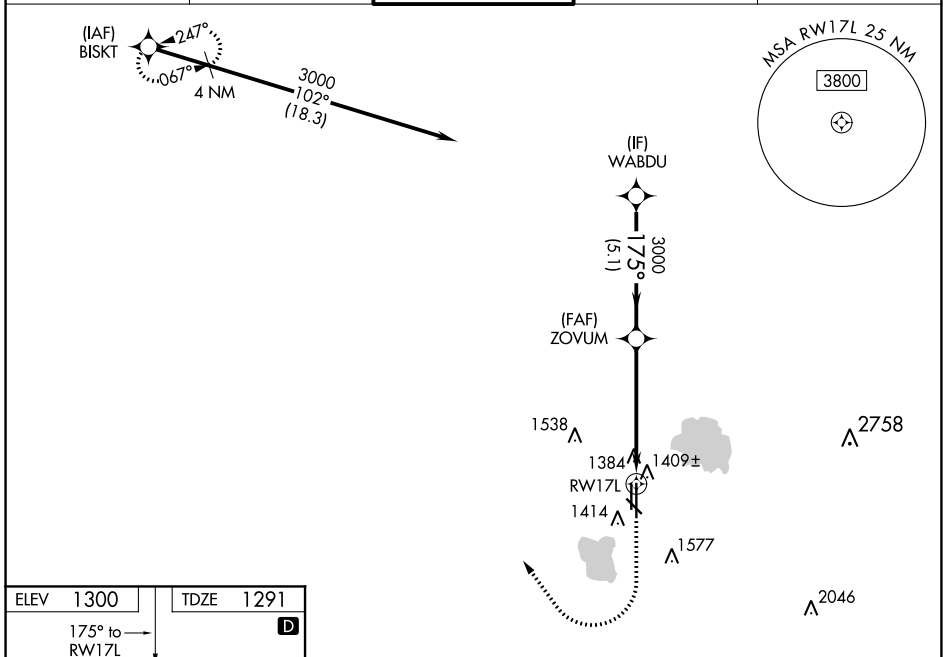 (IAF)
BISKT
247°
067°
4 NM
3000
102°
(18.3)
MSA RW17L 25 NM
3800
(IF)
WABDU
3000
175°
(5.1)
(FAF)
ZOVUM
1538
2758
1384
1409±
RW17L
1414
1577
2046
ELEV 1300
TDZE 1291
D
175° to
RW17L